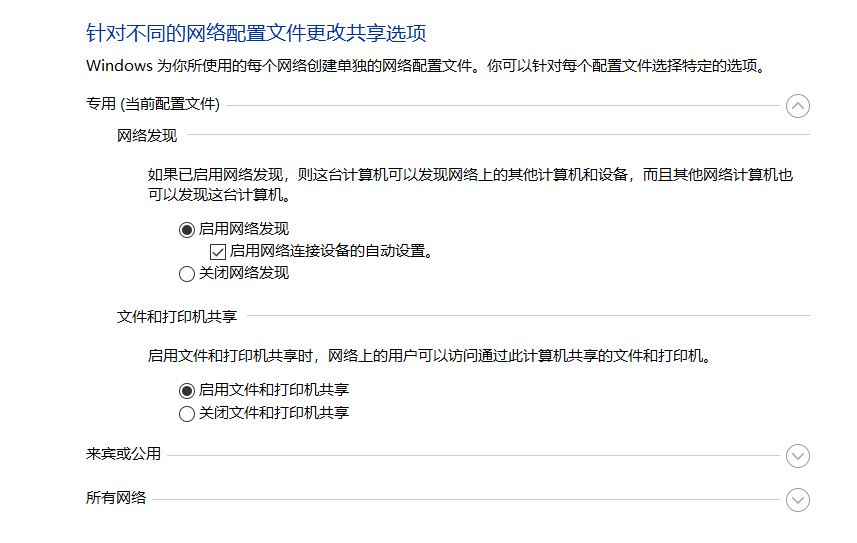 针对不同的网络配置文件更改共享选项
Windows 为你所使用的每个网络创建单独的网络配置文件。你可以针对每个配置文件选择特定的选项。
专用 (当前配置文件)
网络发现
如果已启用网络发现，则这台计算机可以发现网络上的其他计算机和设备，而且其他网络计算机也
可以发现这台计算机。
启用网络发现
启用网络连接设备的自动设置。
关闭网络发现
文件和打印机共享
启用文件和打印机共享时，网络上的用户可以访问通过此计算机共享的文件和打印机。
启用文件和打印机共享
关闭文件和打印机共享
来宾或公用
所有网络